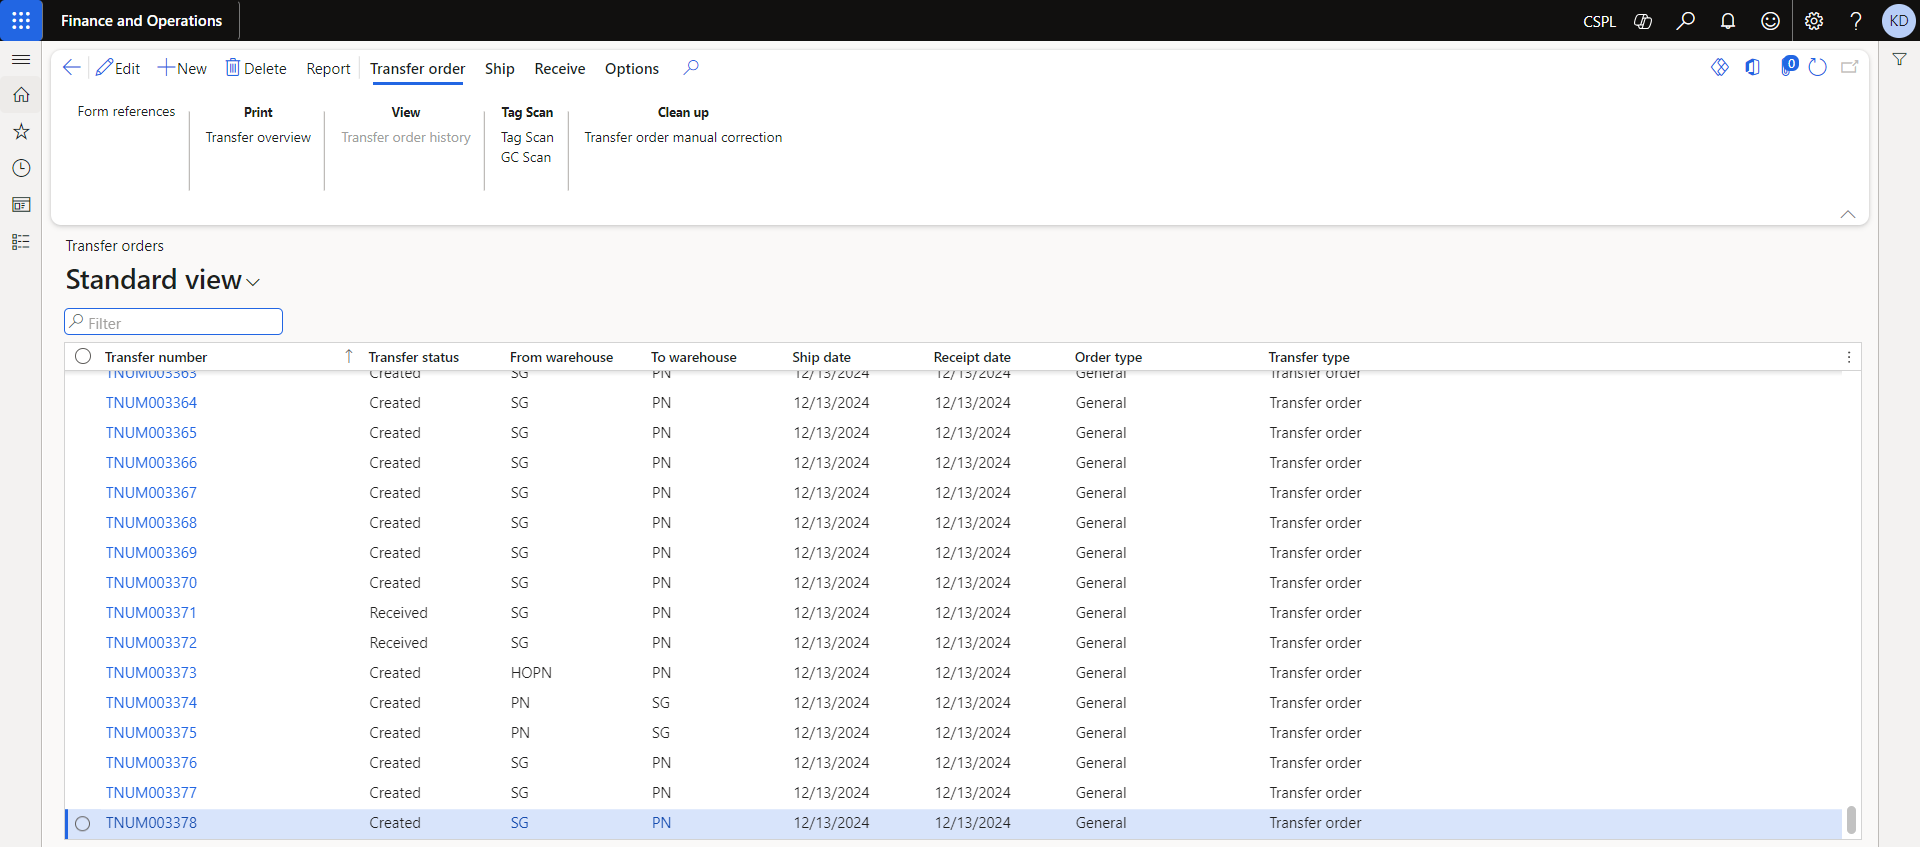 Finance and Operations
CSPL
KD
Edit New Delete Report Transfer order Ship Receive Options
0
Form references
Print
Transfer overview
View
Transfer order history
Tag Scan
Tag Scan
GC Scan
Clean up
Transfer order manual correction
Transfer orders
Standard view
Filter
Transfer number Transfer status From warehouse To warehouse Ship date Receipt date Order type Transfer type
TNUM003363 Created SG PN 12/13/2024 12/13/2024 General Transfer order
TNUM003364 Created SG PN 12/13/2024 12/13/2024 General Transfer order
TNUM003365 Created SG PN 12/13/2024 12/13/2024 General Transfer order
TNUM003366 Created SG PN 12/13/2024 12/13/2024 General Transfer order
TNUM003367 Created SG PN 12/13/2024 12/13/2024 General Transfer order
TNUM003368 Created SG PN 12/13/2024 12/13/2024 General Transfer order
TNUM003369 Created SG PN 12/13/2024 12/13/2024 General Transfer order
TNUM003370 Created SG PN 12/13/2024 12/13/2024 General Transfer order
TNUM003371 Received SG PN 12/13/2024 12/13/2024 General Transfer order
TNUM003372 Received SG PN 12/13/2024 12/13/2024 General Transfer order
TNUM003373 Created HOPN PN 12/13/2024 12/13/2024 General Transfer order
TNUM003374 Created PN SG 12/13/2024 12/13/2024 General Transfer order
TNUM003375 Created PN SG 12/13/2024 12/13/2024 General Transfer order
TNUM003376 Created SG PN 12/13/2024 12/13/2024 General Transfer order
TNUM003377 Created SG PN 12/13/2024 12/13/2024 General Transfer order
TNUM003378 Created SG PN 12/13/2024 12/13/2024 General Transfer order